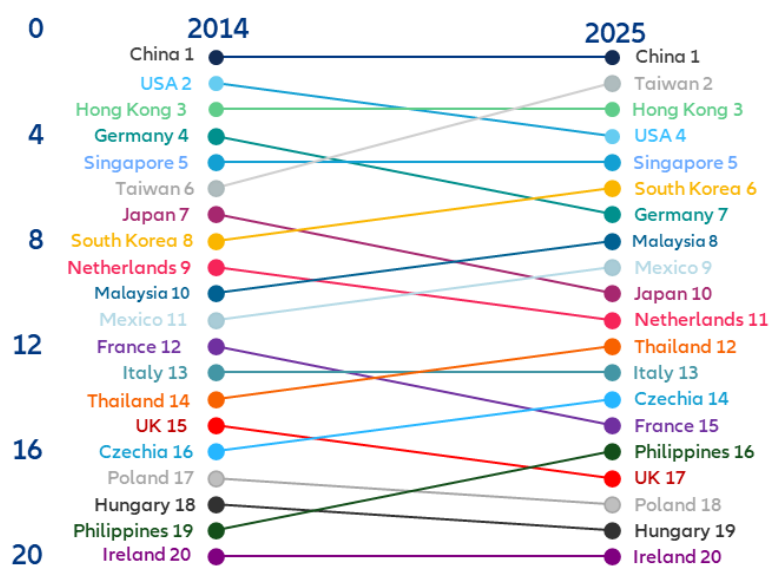 0
2014
2025
China 1
China 1
USA 2
Taiwan 2
Hong Kong 3
Hong Kong 3
4
Germany 4
USA 4
Singapore 5
Singapore 5
Taiwan 6
South Korea 6
Japan 7
Germany 7
8
South Korea 8
Malaysia 8
Netherlands 9
Mexico 9
Malaysia 10
Japan 10
Mexico 11
Netherlands 11
12
France 12
Thailand 12
Italy 13
Italy 13
Thailand 14
Czechia 14
UK 15
France 15
16
Czechia 16
Philippines 16
Poland 17
UK 17
Hungary 18
Poland 18
Philippines 19
Hungary 19
20
Ireland 20
Ireland 20